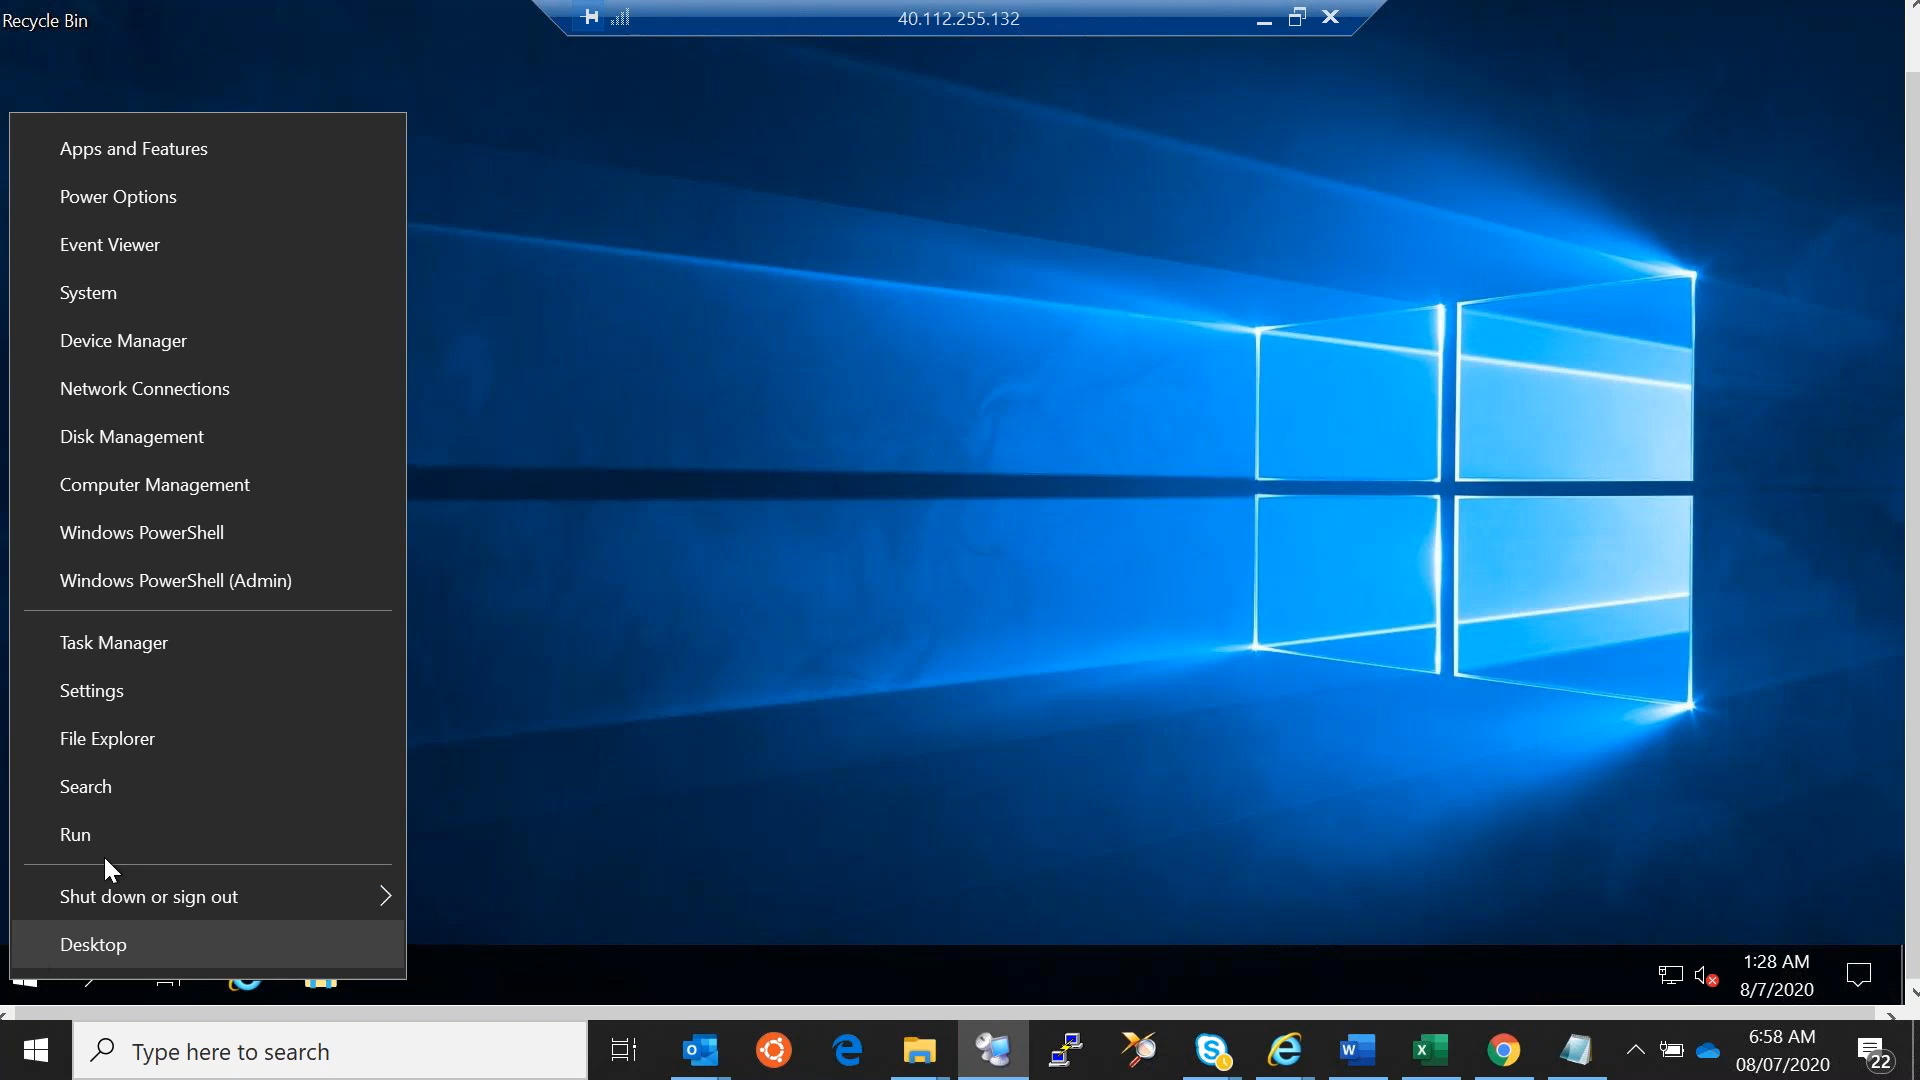 Recycle Bin
40.112.255.132
Apps and Features
Power Options
Event Viewer
System
Device Manager
Network Connections
Disk Management
Computer Management
Windows PowerShell
Windows PowerShell (Admin)
Task Manager
Settings
File Explorer
Search
Run
Shut down or sign out
Desktop
1:28 AM
8/7/2020
Type here to search
6:58 AM
08/07/2020
22